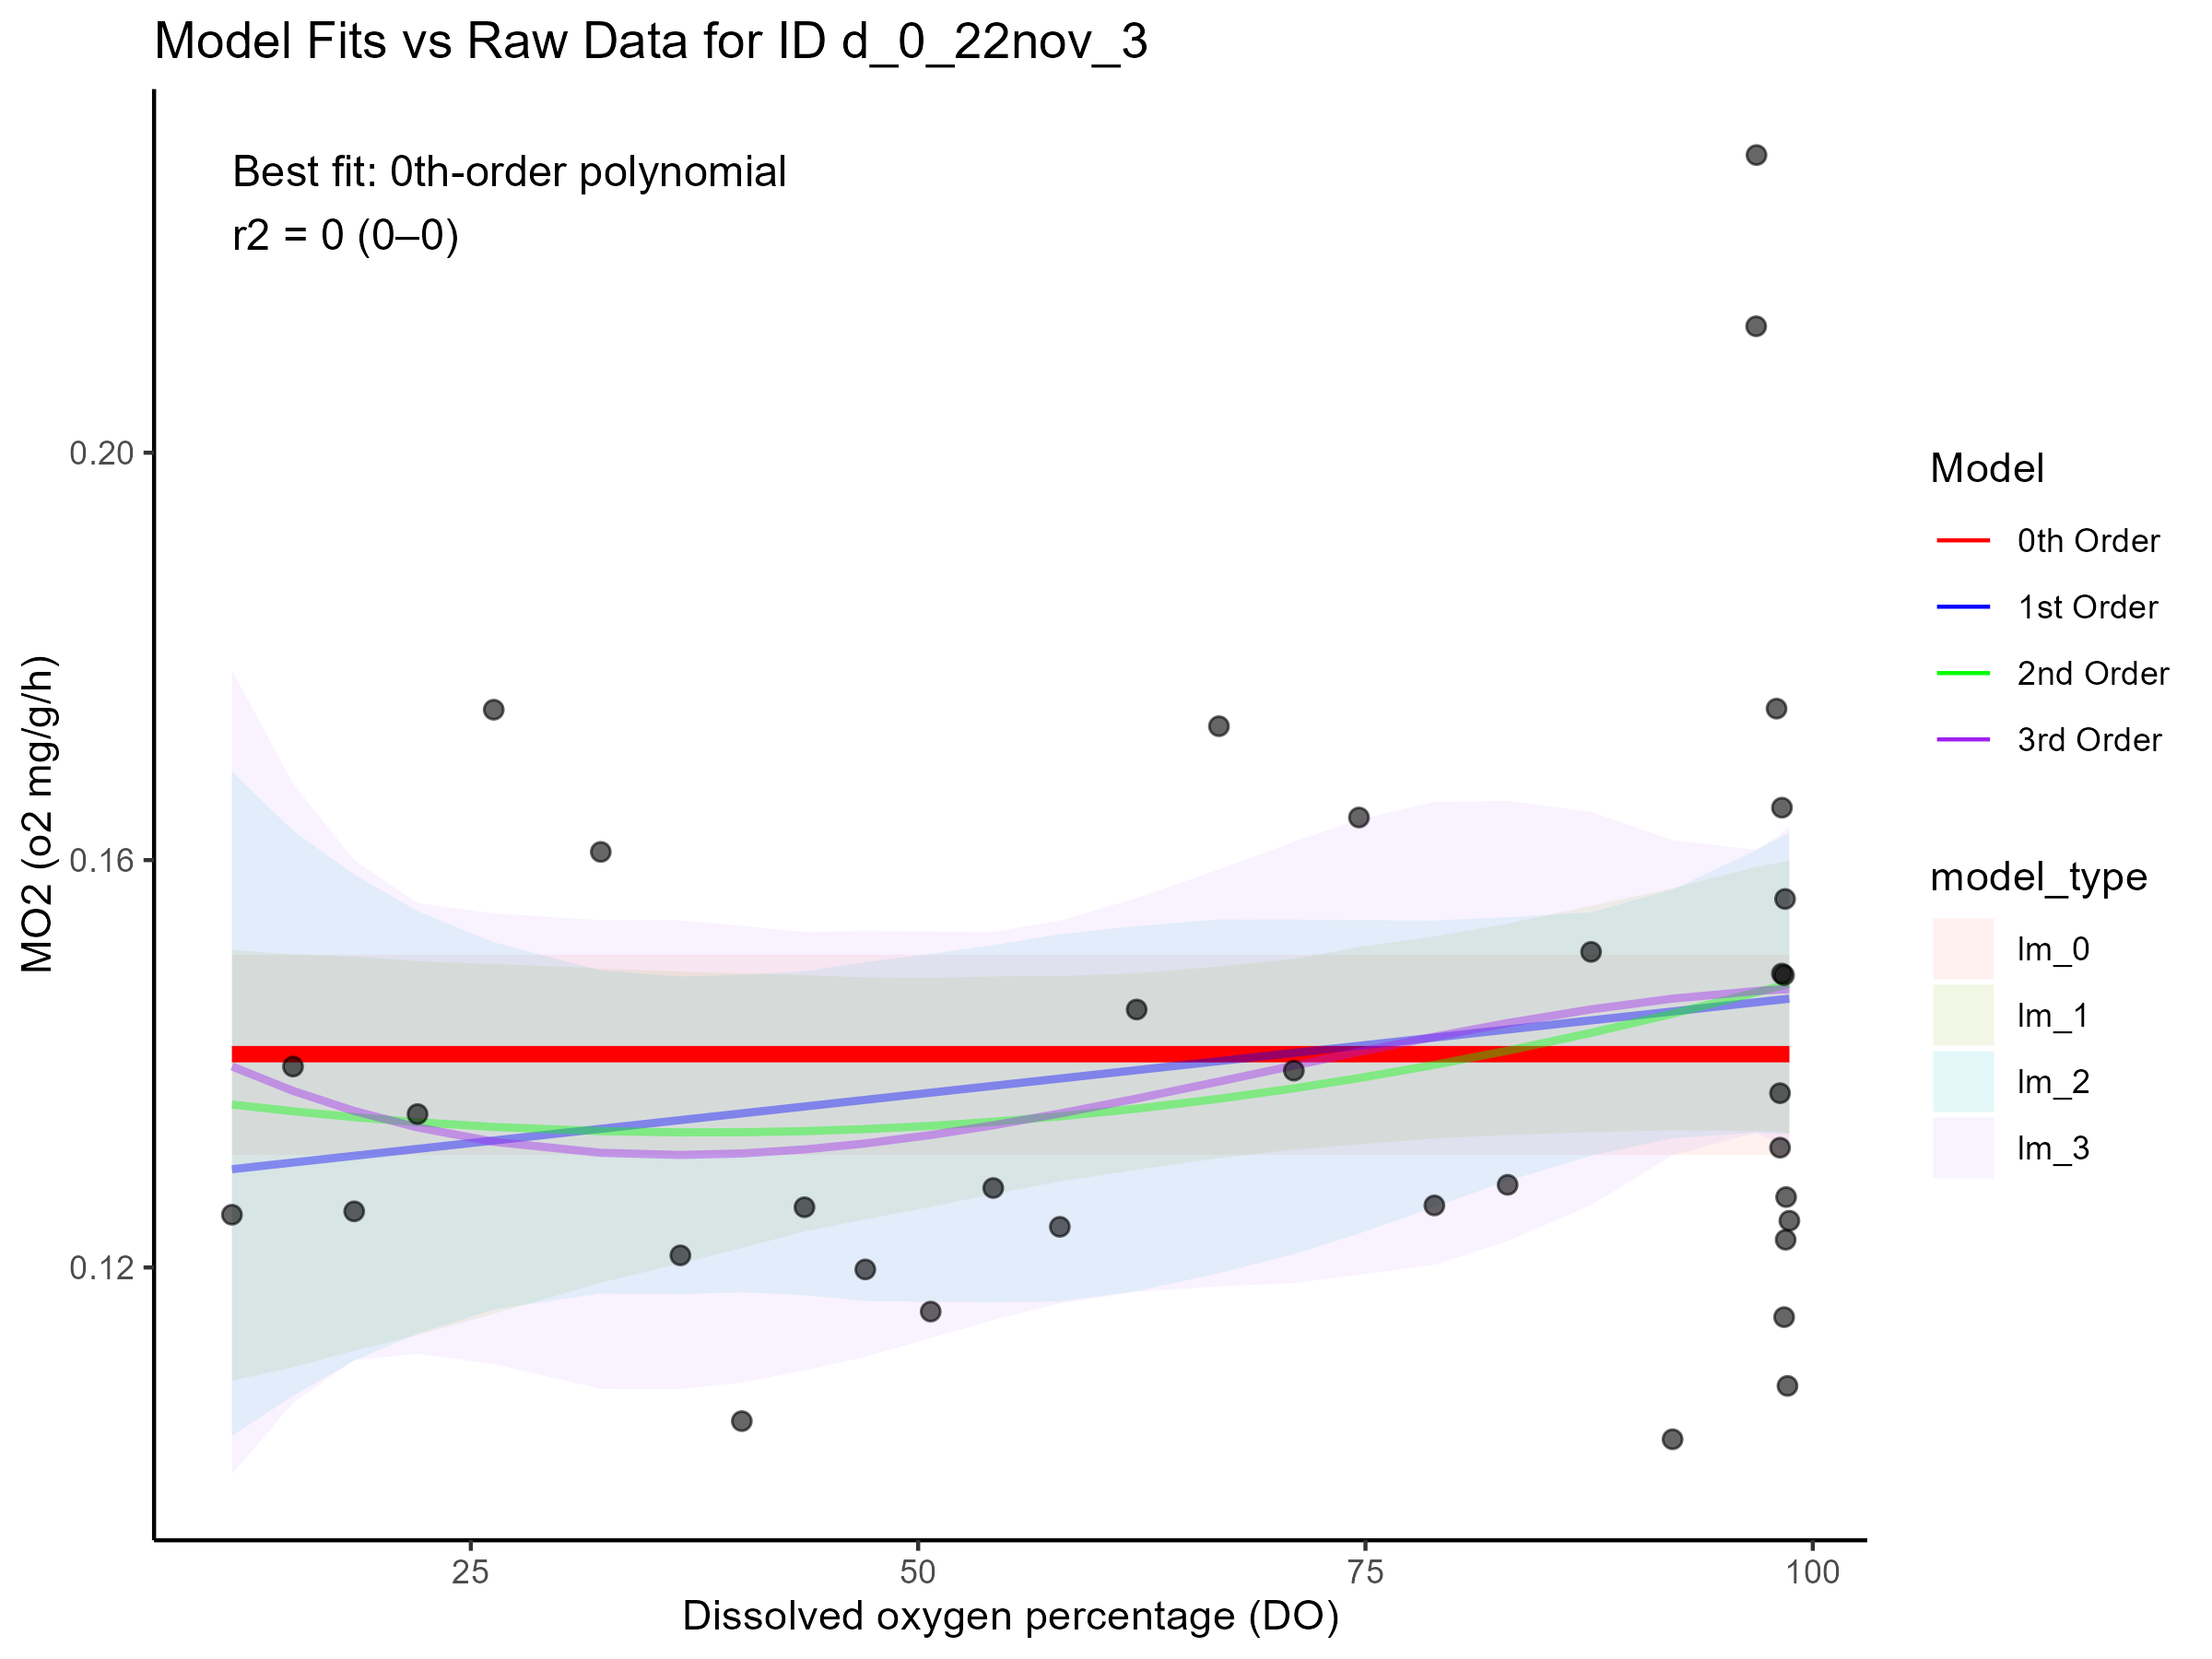 Model Fits vs Raw Data for ID d_0_22nov_3
Best fit: 0th-order polynomial
r2 = 0 (0–0)
MO2 (o2 mg/g/h)
0.20
0.16
0.12
25
50
75
100
Dissolved oxygen percentage (DO)
Model
0th Order
1st Order
2nd Order
3rd Order
model_type
lm_0
lm_1
lm_2
lm_3